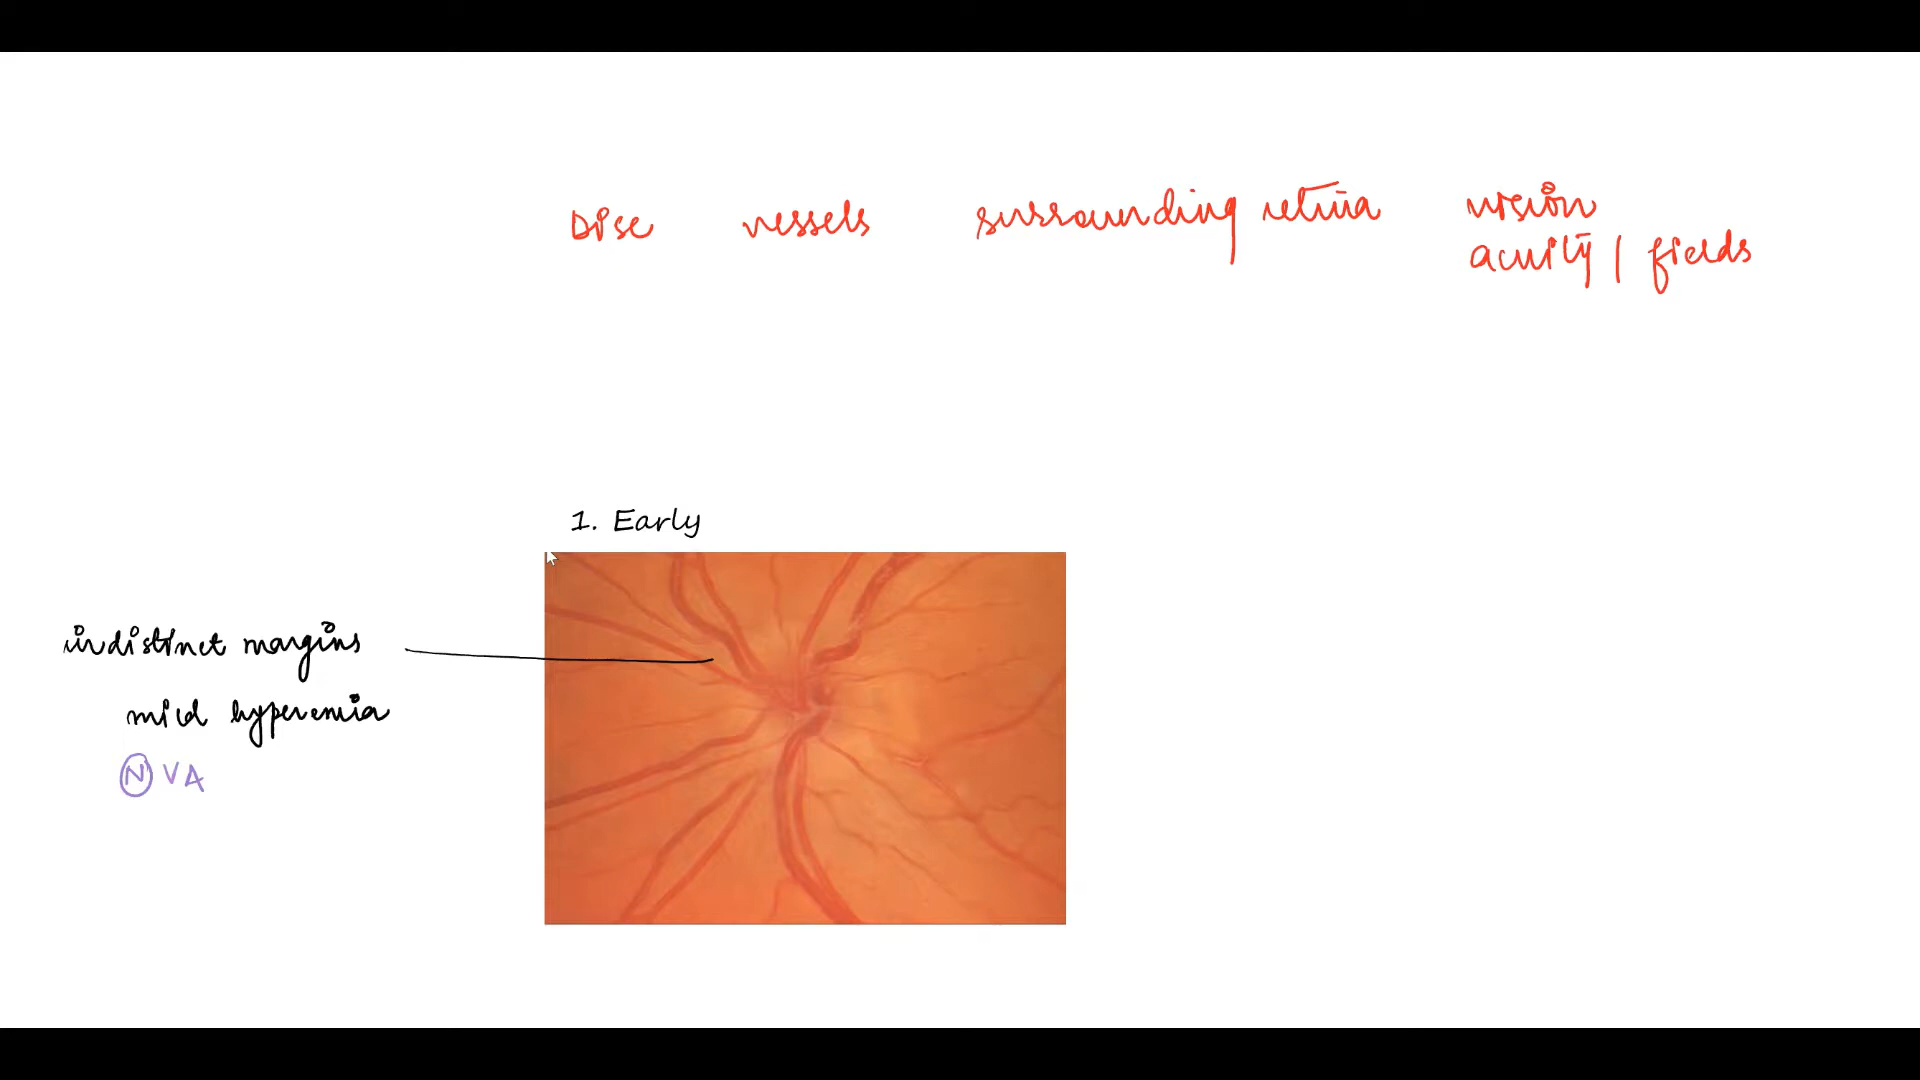 Disc vessels surrounding retina vision
acuity / fields
1. Early
indistinct margins
mild hyperemia
N VA